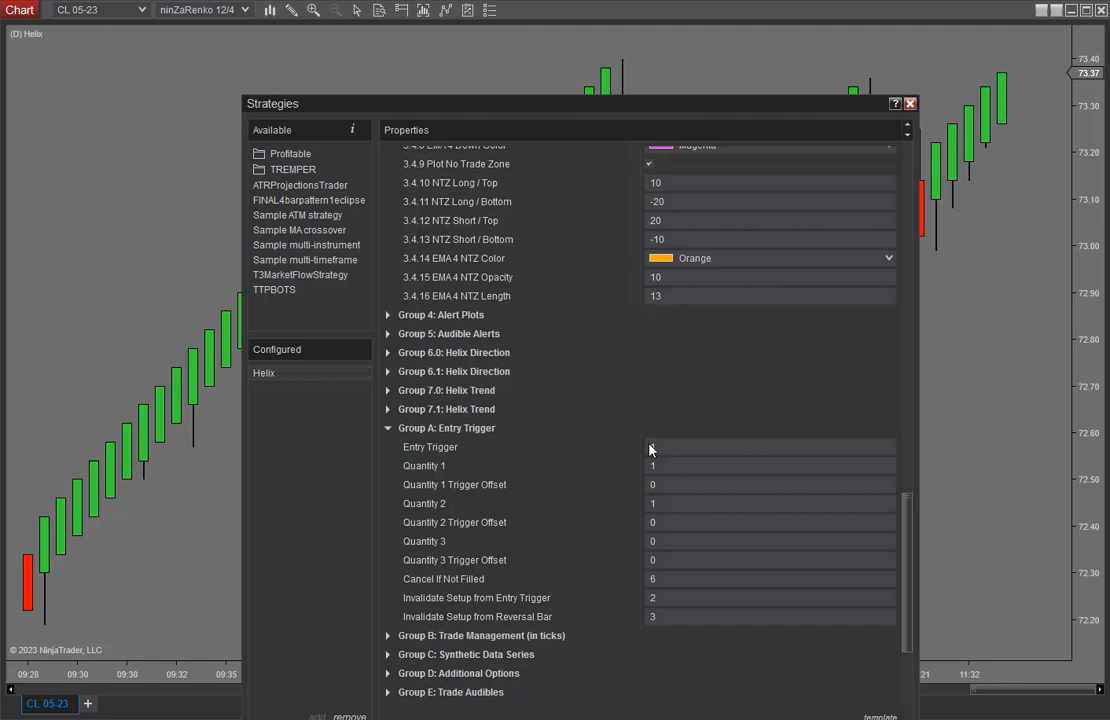 Chart CL 05-23 ninZaRenko 12/4
(D) Helix
73.40
73.37
73.30
73.20
73.10
73.00
72.90
72.80
72.70
72.60
72.50
72.40
72.30
72.20
Strategies ?
Available i
Profitable
TREMPER
ATRProjectionsTrader
FINAL4barpattern1eclipse
Sample ATM strategy
Sample MA crossover
Sample multi-instrument
Sample multi-timeframe
T3MarketFlowStrategy
TTPBOTS
Configured
Helix
add remove
Properties
3.4.8 EMA 4 Down Color Magenta
3.4.9 Plot No Trade Zone
3.4.10 NTZ Long / Top 10
3.4.11 NTZ Long / Bottom -20
3.4.12 NTZ Short / Top 20
3.4.13 NTZ Short / Bottom -10
3.4.14 EMA 4 NTZ Color Orange
3.4.15 EMA 4 NTZ Opacity 10
3.4.16 EMA 4 NTZ Length 13
Group 4: Alert Plots
Group 5: Audible Alerts
Group 6.0: Helix Direction
Group 6.1: Helix Direction
Group 7.0: Helix Trend
Group 7.1: Helix Trend
Group A: Entry Trigger
Entry Trigger
Quantity 1 1
Quantity 1 Trigger Offset 0
Quantity 2 1
Quantity 2 Trigger Offset 0
Quantity 3 0
Quantity 3 Trigger Offset 0
Cancel If Not Filled 6
Invalidate Setup from Entry Trigger 2
Invalidate Setup from Reversal Bar 3
Group B: Trade Management (in ticks)
Group C: Synthetic Data Series
Group D: Additional Options
Group E: Trade Audibles
template
© 2023 NinjaTrader, LLC
09:28 09:30 09:30 09:32 09:35 21 11:32
CL 05-23 +